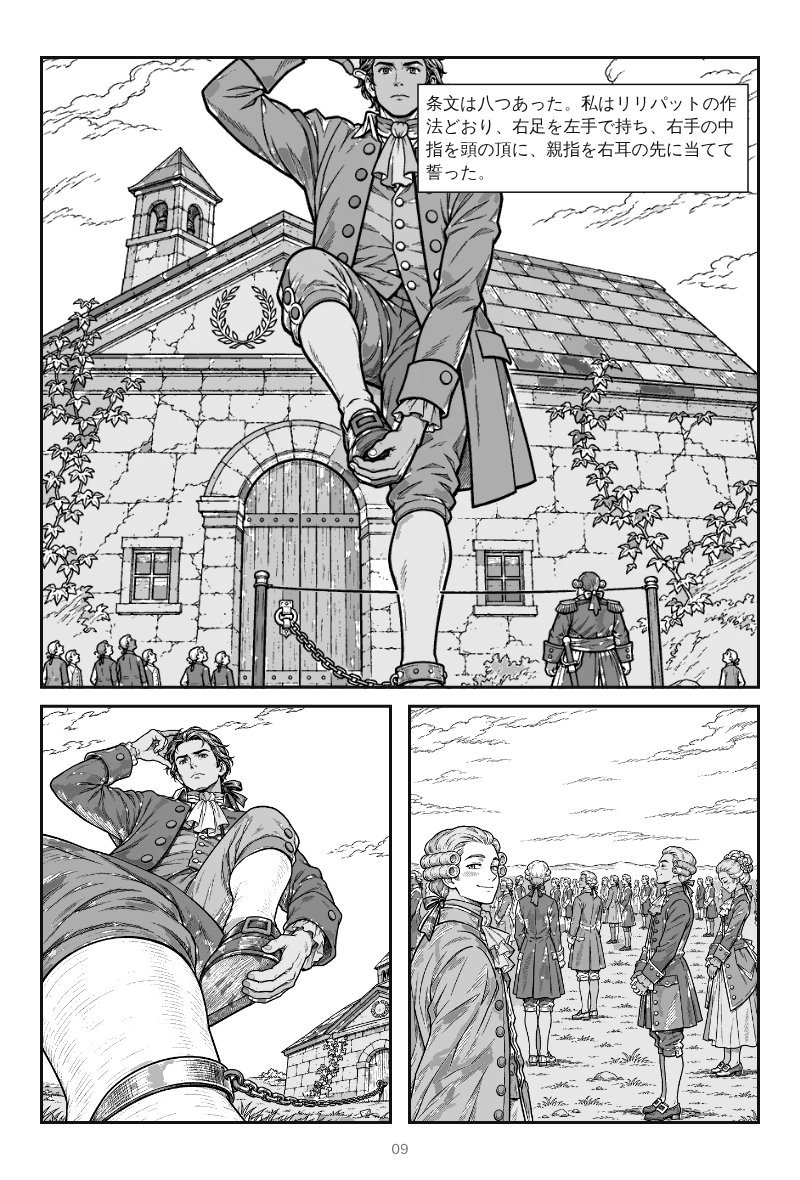 条文は八つあった。私はリリパットの作
法どおり、右足を左手で持ち、右手の中
指を頭の頂に、親指を右耳の先に当てて
誓った。
09